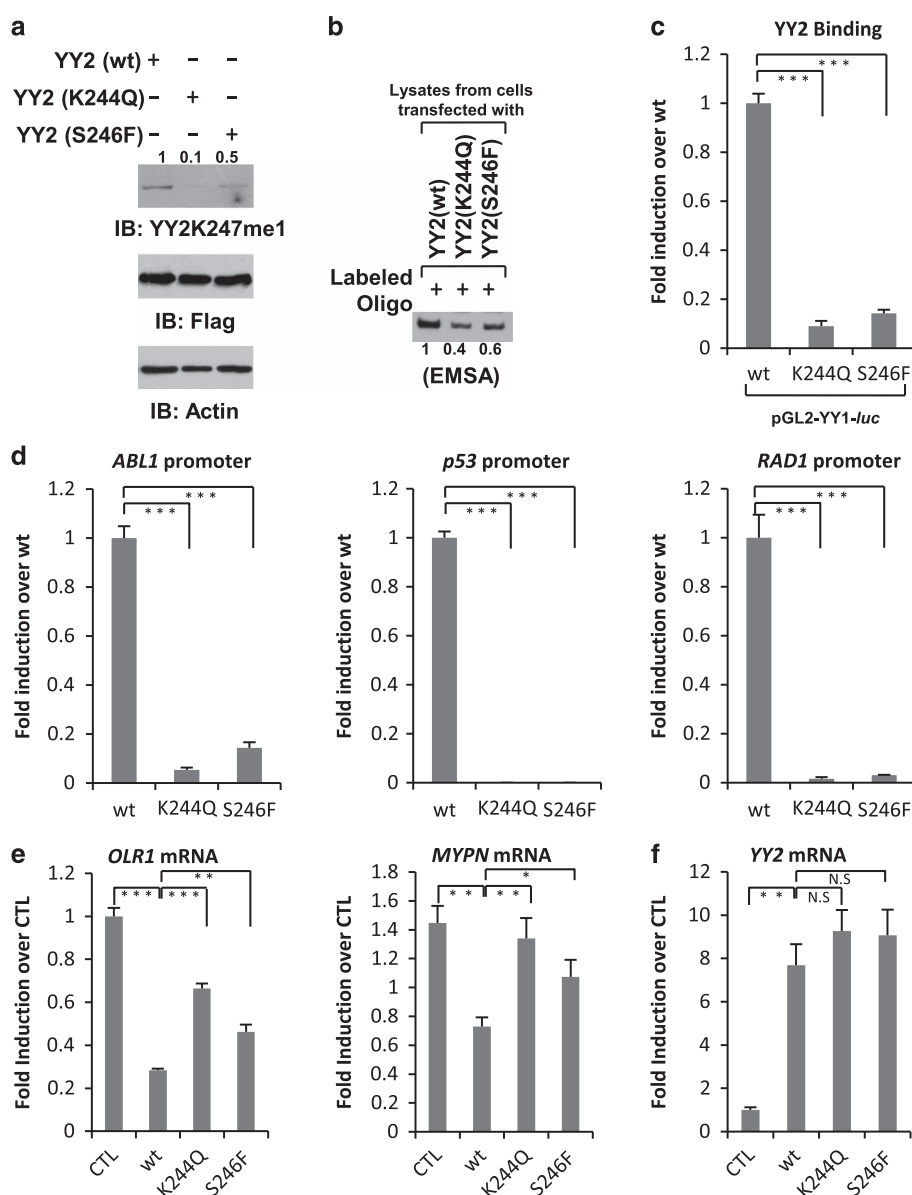 a
YY2 (wt) + – –
YY2 (K244Q) – + –
YY2 (S246F) – – +
1 0.1 0.5
IB: YY2K247me1
IB: Flag
IB: Actin
b
Lysates from cells
transfected with
YY2(wt)
YY2(K244Q)
YY2(S246F)
Labeled
Oligo
+ + +
1 0.4 0.6
(EMSA)
c
YY2 Binding
Fold induction over wt
1.2
1
0.8
0.6
0.4
0.2
0
* * *
* * *
wt K244Q S246F
pGL2-YY1-luc
d
ABL1 promoter
Fold induction over wt
1.2
1
0.8
0.6
0.4
0.2
0
* * *
* * *
wt K244Q S246F
p53 promoter
Fold induction over wt
1.2
1
0.8
0.6
0.4
0.2
0
* * *
* * *
wt K244Q S246F
RAD1 promoter
Fold induction over wt
1.2
1
0.8
0.6
0.4
0.2
0
* * *
* * *
wt K244Q S246F
e
OLR1 mRNA
Fold Induction over CTL
1.2
1
0.8
0.6
0.4
0.2
0
* *
* * * * * *
CTL wt K244Q S246F
MYPN mRNA
Fold Induction over CTL
1.8
1.6
1.4
1.2
1
0.8
0.6
0.4
0.2
0
*
* * * *
CTL wt K244Q S246F
f
YY2 mRNA
Fold Induction over CTL
12
10
8
6
4
2
0
N.S
* * N.S
CTL wt K244Q S246F